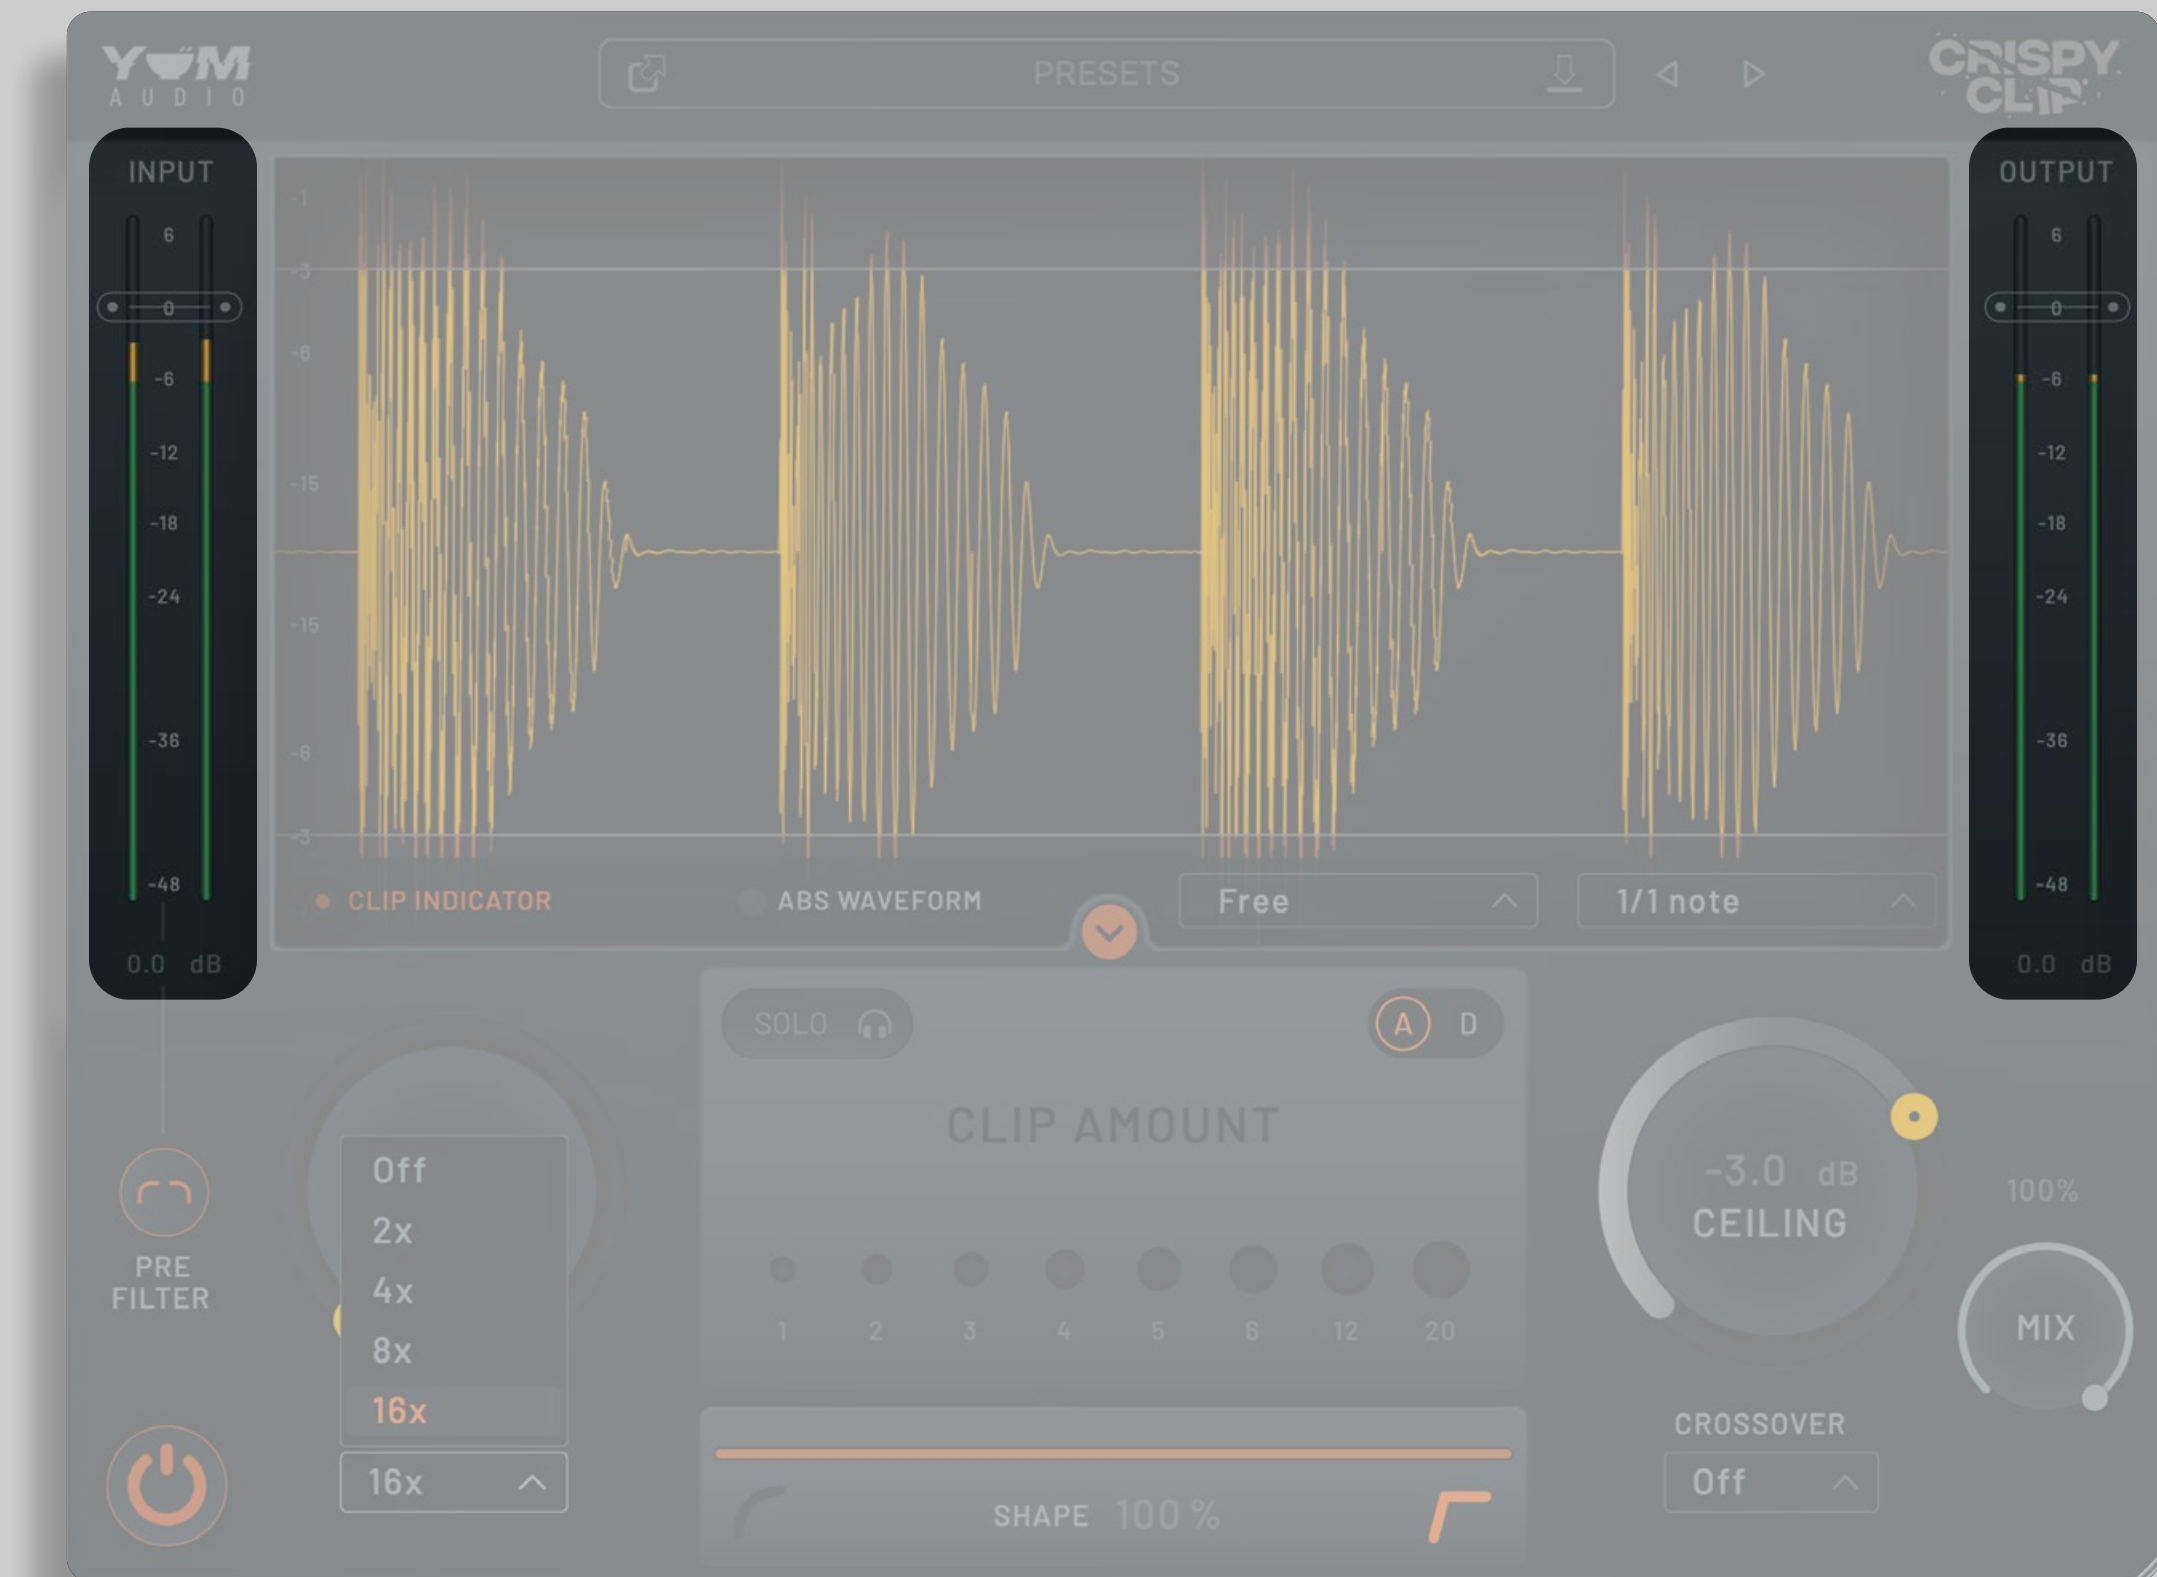 YUM
AUDIO
PRESETS
CRISPY
CLIP
INPUT
6
0
-6
-12
-18
-24
-36
-48
0.0 dB
-1
-3
-6
-15
-15
-6
-3
CLIP INDICATOR
ABS WAVEFORM
Free
1/1 note
OUTPUT
6
0
-6
-12
-18
-24
-36
-48
0.0 dB
SOLO
A D
CLIP AMOUNT
1 2 3 4 5 6 12 20
PRE
FILTER
Off
2x
4x
8x
16x
16x
SHAPE 100 %
-3.0 dB
CEILING
100%
MIX
CROSSOVER
Off